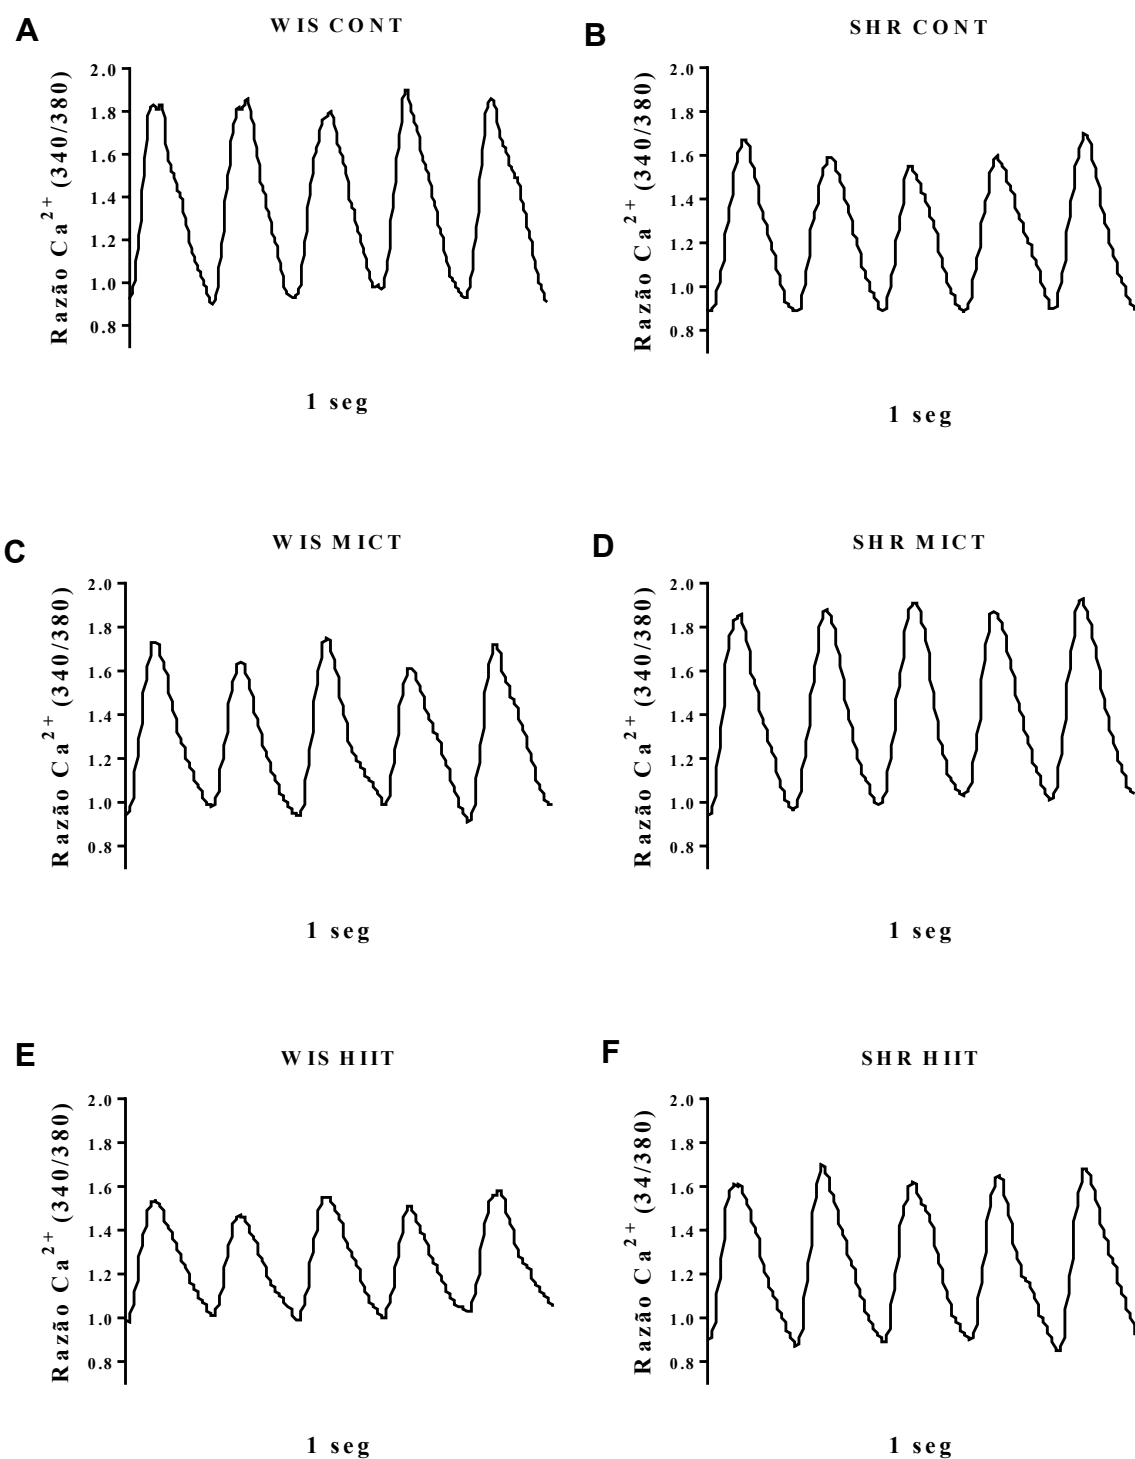 A
WIS CONT
Razão Ca2+ (340/380)
2.0
1.8
1.6
1.4
1.2
1.0
0.8
1 seg
B
SHR CONT
Razão Ca2+ (340/380)
2.0
1.8
1.6
1.4
1.2
1.0
0.8
1 seg
C
WIS MICT
Razão Ca2+ (340/380)
2.0
1.8
1.6
1.4
1.2
1.0
0.8
1 seg
D
SHR MICT
Razão Ca2+ (340/380)
2.0
1.8
1.6
1.4
1.2
1.0
0.8
1 seg
E
WIS HIIT
Razão Ca2+ (340/380)
2.0
1.8
1.6
1.4
1.2
1.0
0.8
1 seg
F
SHR HIIT
Razão Ca2+ (34/380)
2.0
1.8
1.6
1.4
1.2
1.0
0.8
1 seg